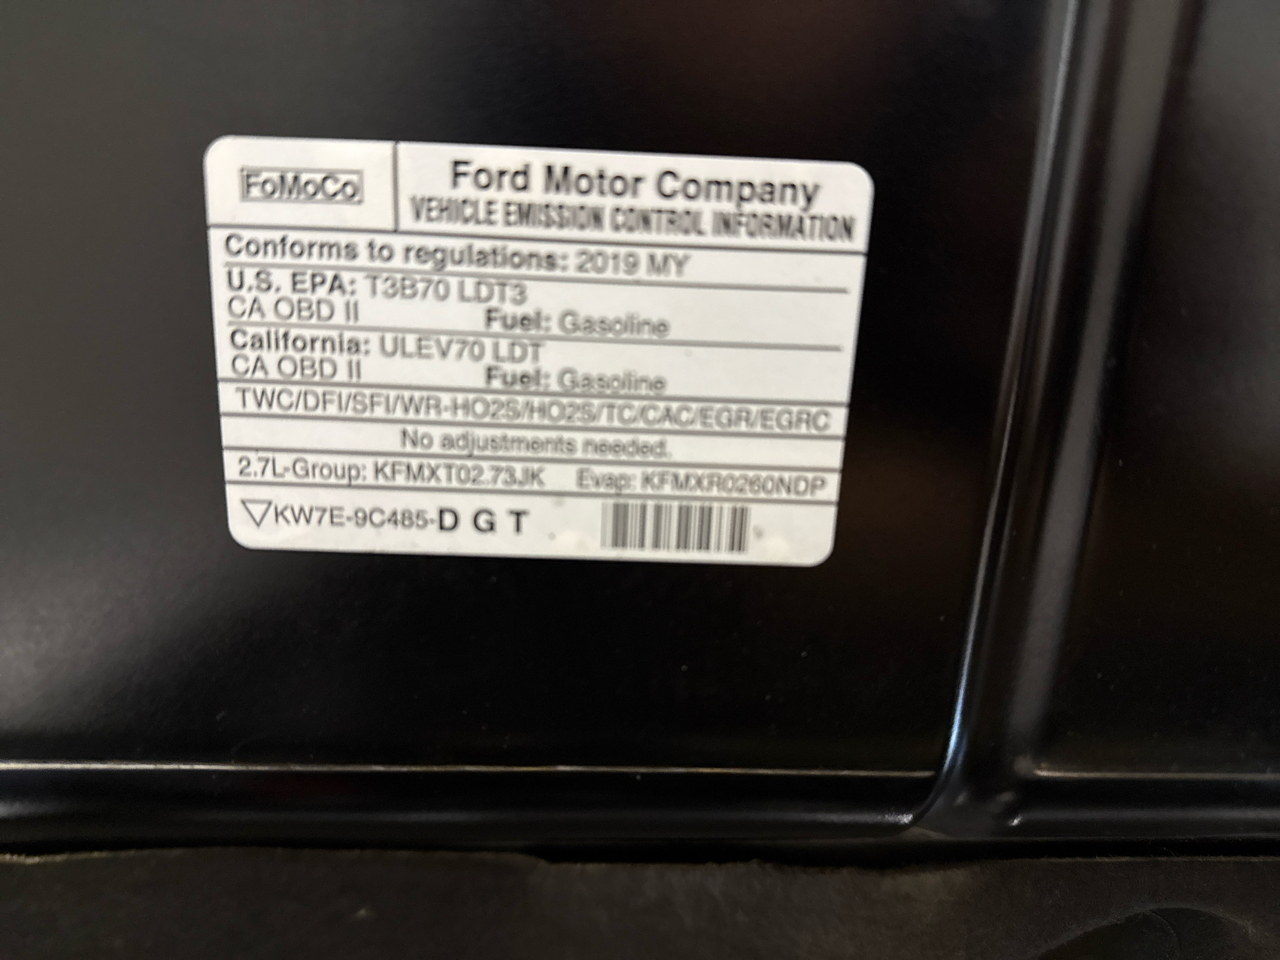 FoMoCo
Ford Motor Company
VEHICLE EMISSION CONTROL INFORMATION
Conforms to regulations: 2019 MY
U.S. EPA: T3B70 LDT3
CA OBD II Fuel: Gasoline
California: ULEV70 LDT
CA OBD II Fuel: Gasoline
TWC/DFI/SFI/WR-HO2S/HO2S/TC/CAC/EGR/EGRC
No adjustments needed.
2.7L-Group: KFMXT02.73JK Evap: KFMXR0260NDP
KW7E-9C485-D G T